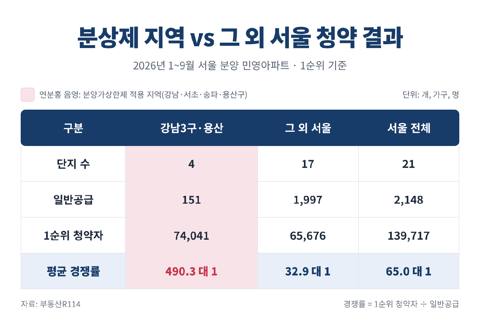 분상제 지역 vs 그 외 서울 청약 결과
2026년 1~9월 서울 분양 민영아파트 · 1순위 기준
연분홍 음영: 분양가상한제 적용 지역(강남·서초·송파·용산구)
단위: 개, 가구, 명
구분 강남3구·용산 그 외 서울 서울 전체
단지 수 4 17 21
일반공급 151 1,997 2,148
1순위 청약자 74,041 65,676 139,717
평균 경쟁률 490.3 대 1 32.9 대 1 65.0 대 1
자료: 부동산R114
경쟁률 = 1순위 청약자 ÷ 일반공급